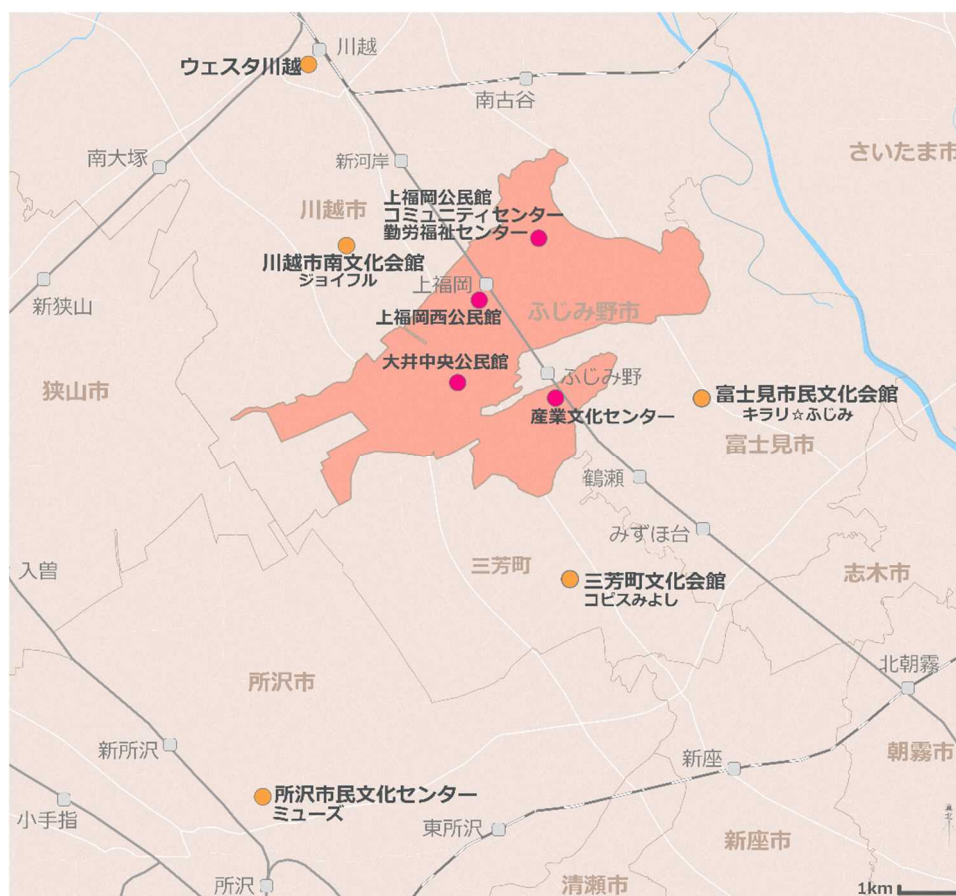 川越
ウェスタ川越
南古谷
南大塚
新河岸
さいたま市
川越市
上福岡公民館
コミュニティセンター
勤労福祉センター
川越市南文化会館
ジョイフル
上福岡
新狭山
上福岡西公民館
ふじみ野市
大井中央公民館
ふじみ野
狭山市
産業文化センター
富士見市民文化会館
キラリ☆ふじみ
富士見市
鶴瀬
みずほ台
入曽
三芳町
三芳町文化会館
コピスみよし
志木市
所沢市
北朝霞
新所沢
新座
朝霞市
所沢市民文化センター
ミューズ
小手指
東所沢
新座市
所沢
清瀬市
1km